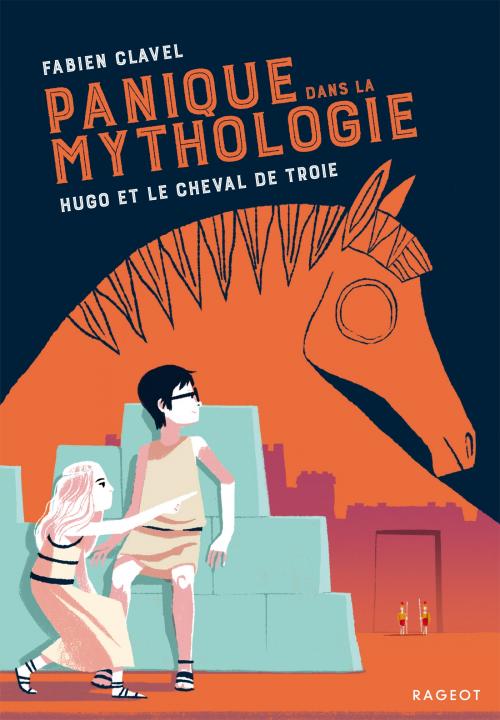 FABIEN CLAVEL
PANIQUE DANS LA
MYTHOLOGIE
HUGO ET LE CHEVAL DE TROIE
RAGEOT